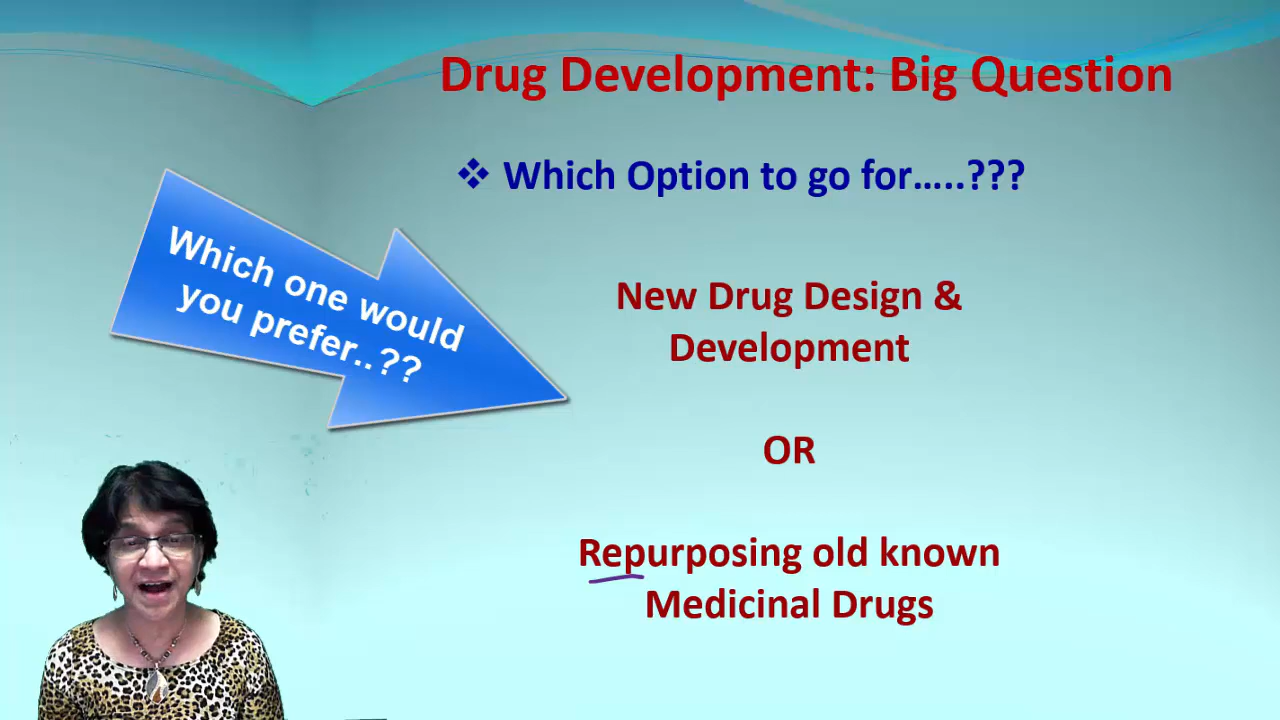 Drug Development: Big Question
❖ Which Option to go for…..???
Which one would
you prefer..??
New Drug Design &
Development
OR
Repurposing old known
Medicinal Drugs